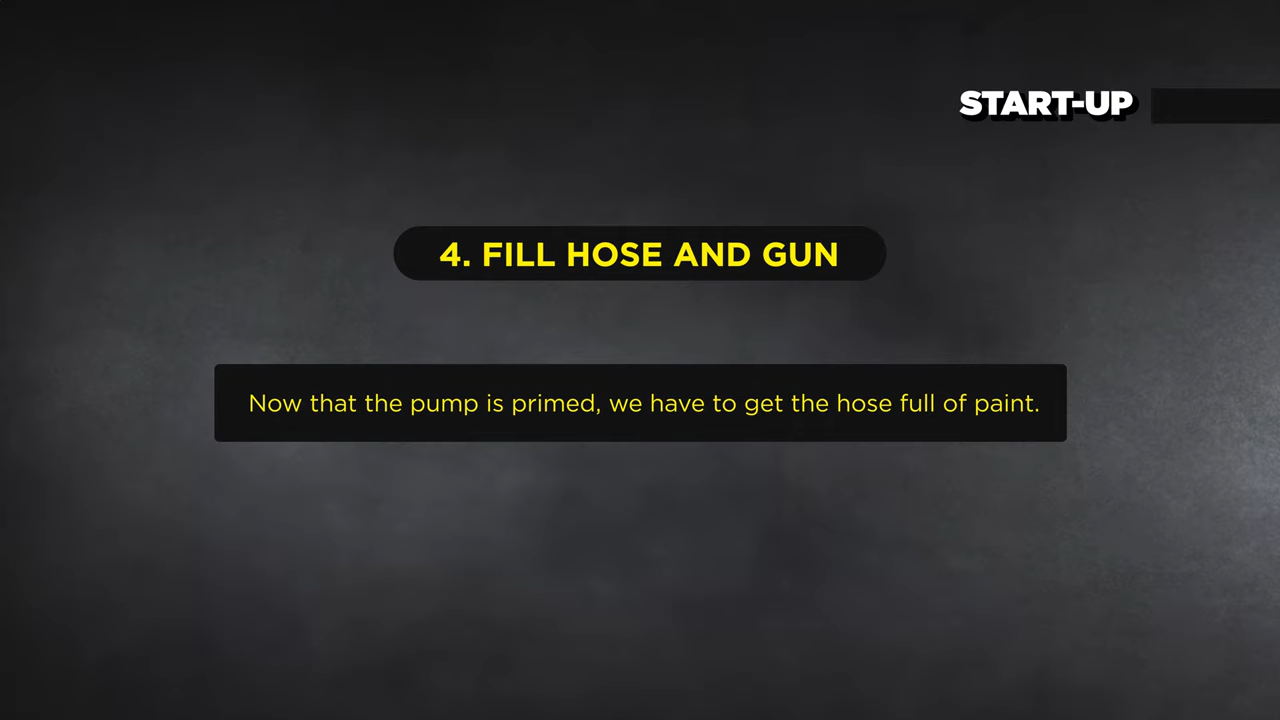 START-UP
4. FILL HOSE AND GUN
Now that the pump is primed, we have to get the hose full of paint.